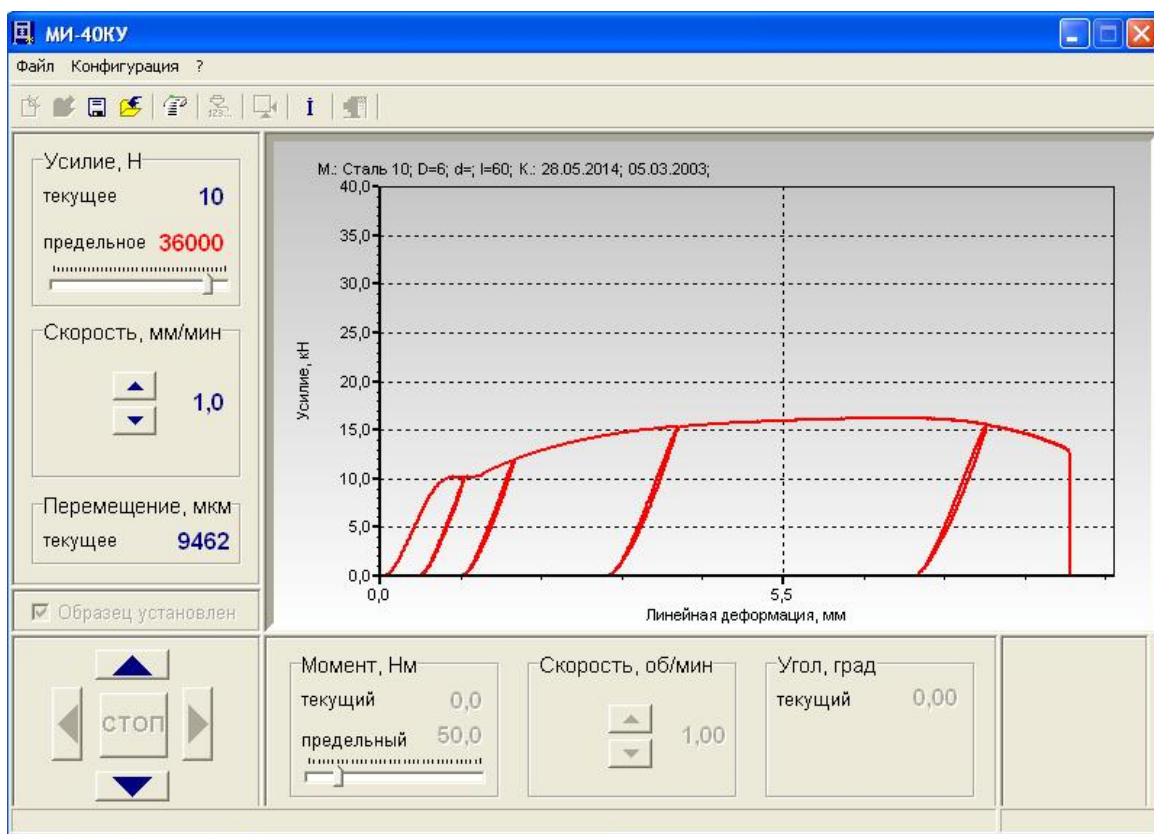 МИ-40КУ
Файл Конфигурация ?
Усилие, Н
текущее 10
предельное 36000
Скорость, мм/мин
1,0
Перемещение, мкм
текущее 9462
Образец установлен
М.: Сталь 10; D=6; d=; l=60; К.: 28.05.2014; 05.03.2003;
40,0
35,0
30,0
25,0
20,0
15,0
10,0
5,0
0,0
Усилие, кН
0,0 5,5
Линейная деформация, мм
СТОП
Момент, Нм
текущий 0,0
предельный 50,0
Скорость, об/мин
1,00
Угол, град
текущий 0,00